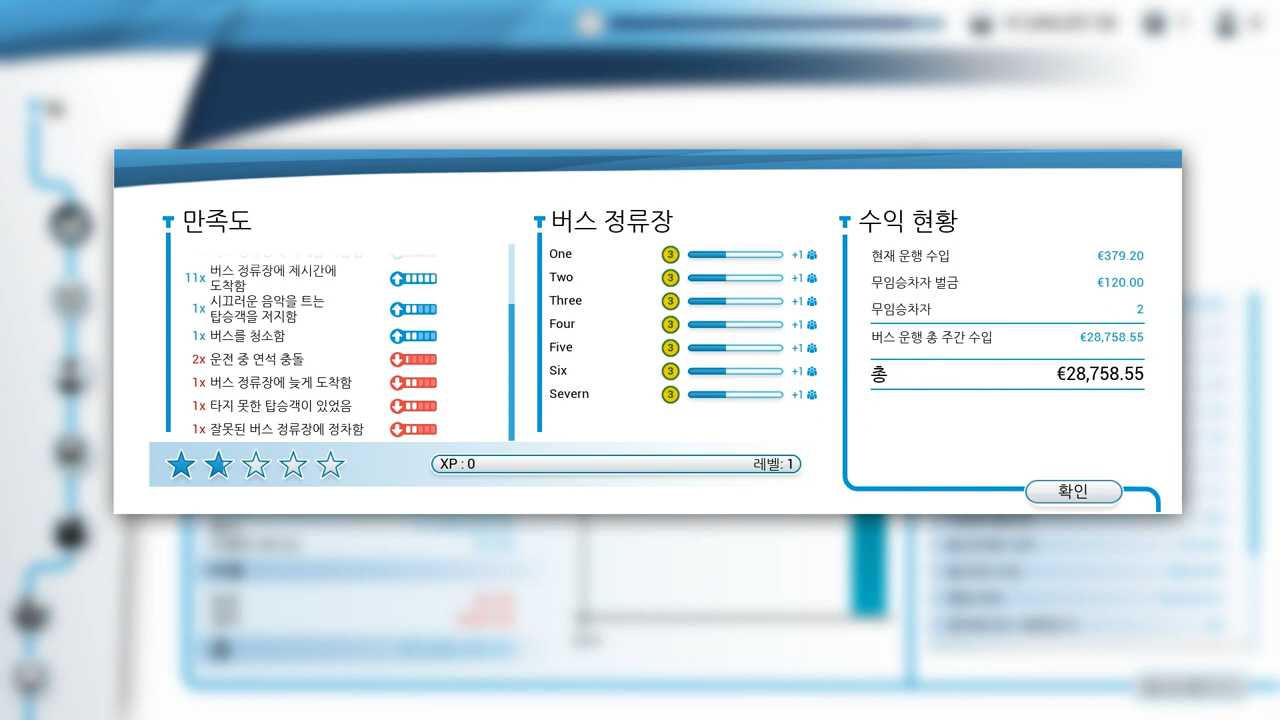 만족도
11x 버스 정류장에 제시간에
도착함
1x 시끄러운 음악을 트는
탑승객을 저지함
1x 버스를 청소함
2x 운전 중 연석 충돌
1x 버스 정류장에 늦게 도착함
1x 타지 못한 탑승객이 있었음
1x 잘못된 버스 정류장에 정차함
XP : 0 레벨: 1
버스 정류장
One 3 +1
Two 3 +1
Three 3 +1
Four 3 +1
Five 3 +1
Six 3 +1
Severn 3 +1
수익 현황
현재 운행 수입 €379.20
무임승차자 벌금 €120.00
무임승차자 2
버스 운행 총 주간 수입 €28,758.55
총 €28,758.55
확인